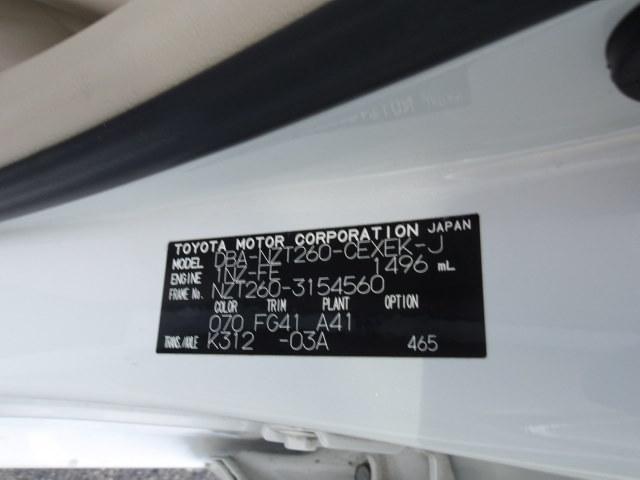 TOYOTA MOTOR CORPORATION JAPAN
MODEL DBA-NZT260-CEXEK-J
ENGINE 1NZ-FE 1496 mL
FRAME No. NZT260-3154560
COLOR TRIM PLANT OPTION
070 FG41 A41
TRANS./AXLE K312 -03A 465